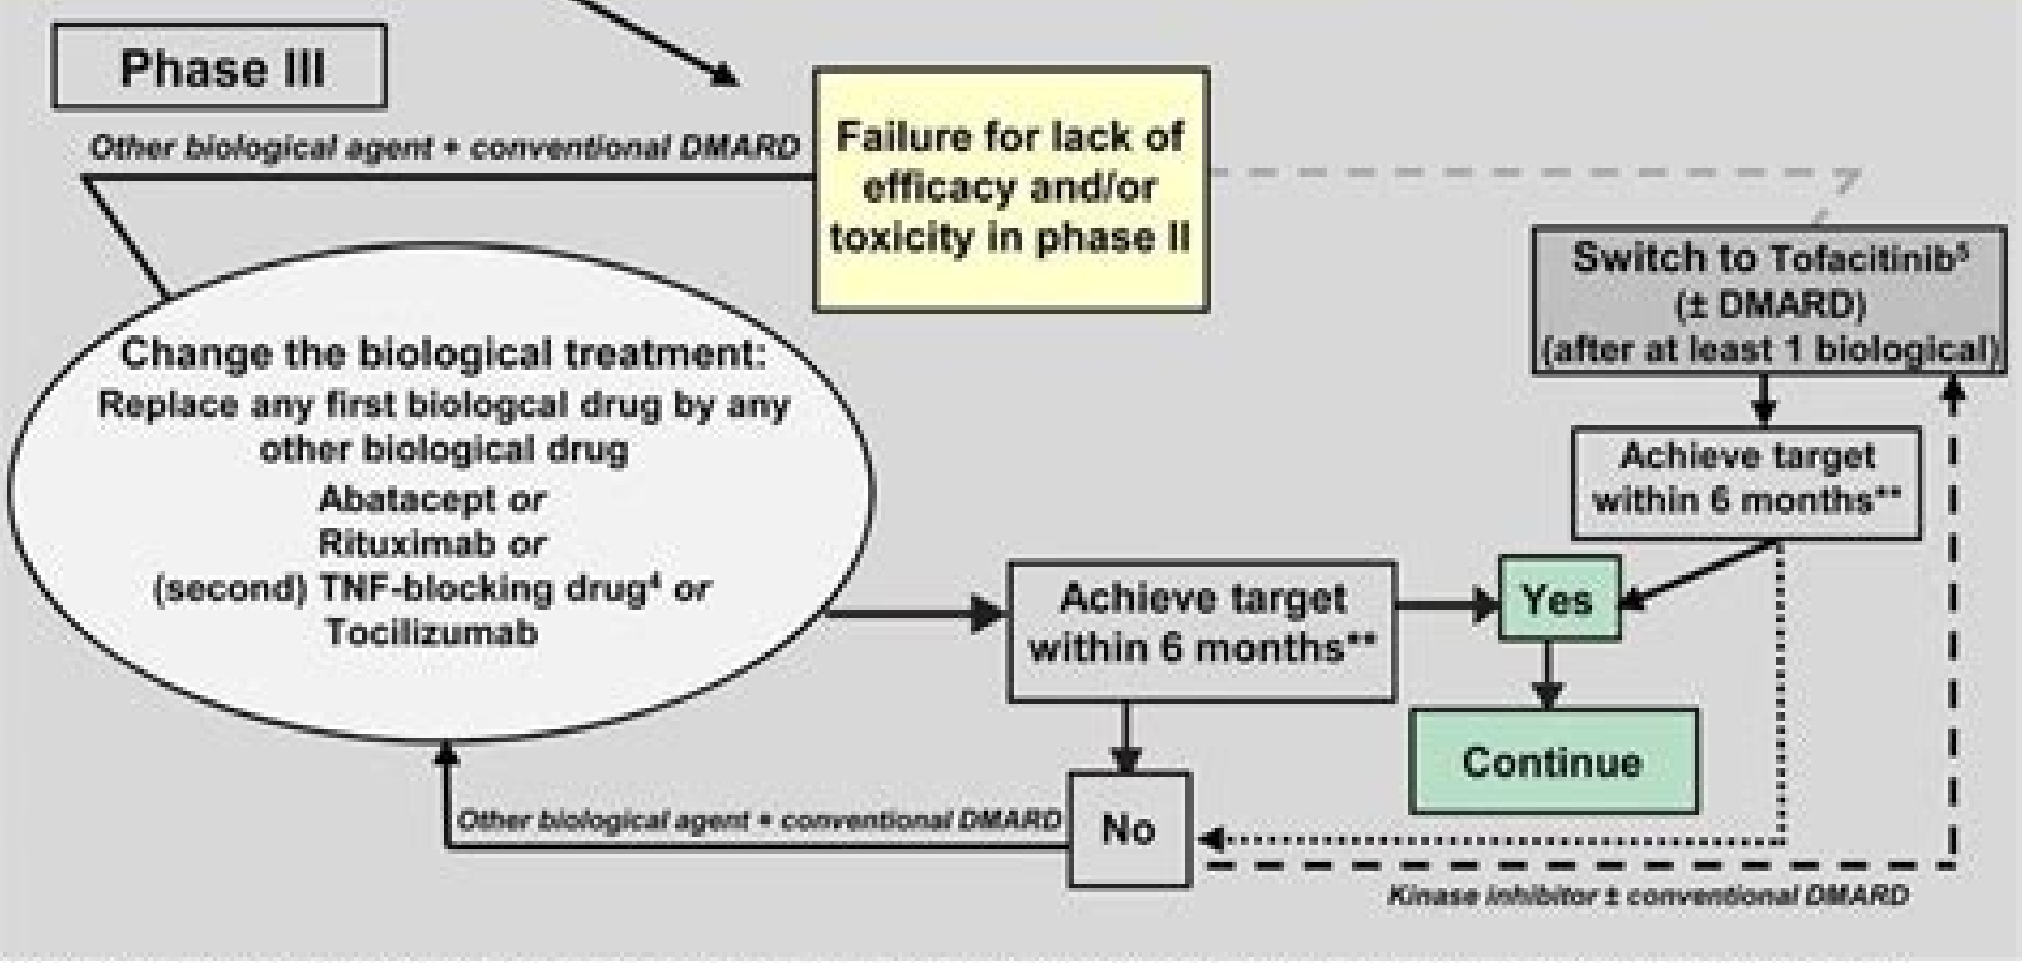 Phase III
Other biological agent + conventional DMARD
Failure for lack of
efficacy and/or
toxicity in phase II
Switch to Tofacitinib⁵
(± DMARD)
(after at least 1 biological)
Change the biological treatment:
Replace any first biologcal drug by any
other biological drug
Abatacept or
Rituximab or
(second) TNF-blocking drug⁴ or
Tocilizumab
Achieve target
within 6 months**
Achieve target
within 6 months**
Yes
Continue
No
Other biological agent + conventional DMARD
Kinase inhibitor ± conventional DMARD